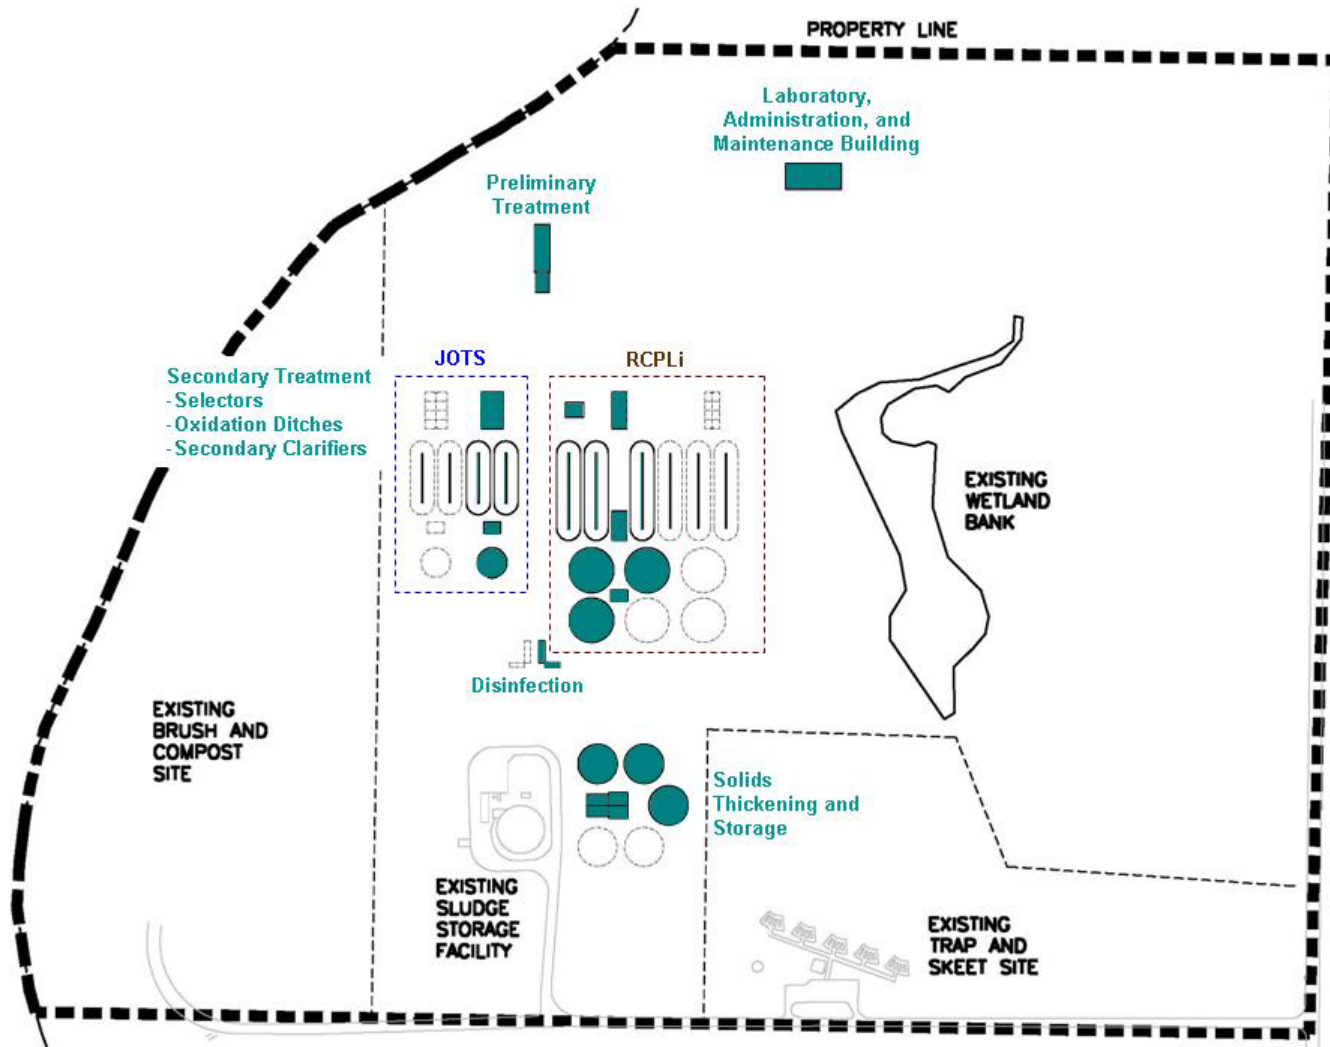 PROPERTY LINE
Laboratory,
Administration, and
Maintenance Building
Preliminary
Treatment
JOTS
RCPLi
Secondary Treatment
- Selectors
- Oxidation Ditches
- Secondary Clarifiers
EXISTING
WETLAND
BANK
Disinfection
EXISTING
BRUSH AND
COMPOST
SITE
Solids
Thickening and
Storage
EXISTING
SLUDGE
STORAGE
FACILITY
EXISTING
TRAP AND
SKEET SITE